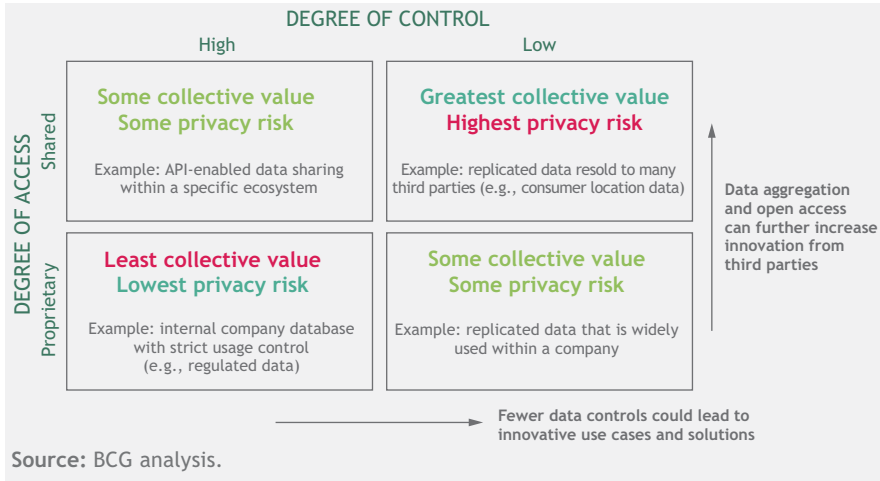 DEGREE OF CONTROL
High
Low
DEGREE OF ACCESS
Shared
Some collective value
Some privacy risk
Example: API-enabled data sharing
within a specific ecosystem
Greatest collective value
Highest privacy risk
Example: replicated data resold to many
third parties (e.g., consumer location data)
Data aggregation
and open access
can further increase
innovation from
third parties
Proprietary
Least collective value
Lowest privacy risk
Example: internal company database
with strict usage control
(e.g., regulated data)
Some collective value
Some privacy risk
Example: replicated data that is widely
used within a company
Fewer data controls could lead to
innovative use cases and solutions
Source: BCG analysis.